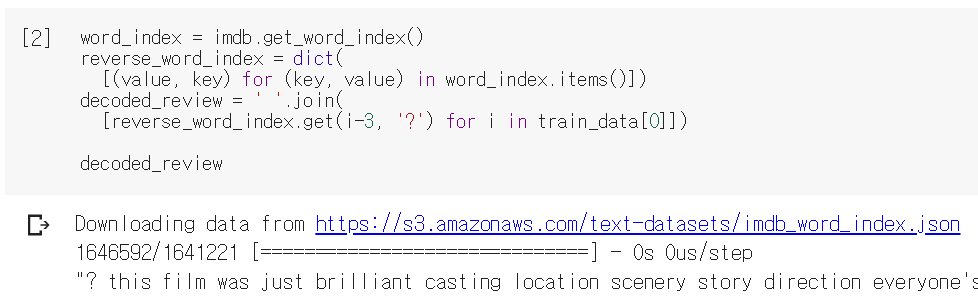 [2] word_index = imdb.get_word_index()
reverse_word_index = dict(
[(value, key) for (key, value) in word_index.items()])
decoded_review = ' '.join(
[reverse_word_index.get(i-3, '?') for i in train_data[0]])
decoded_review
Downloading data from https://s3.amazonaws.com/text-datasets/imdb_word_index.json
1646592/1641221 [==============================] - 0s 0us/step
"? this film was just brilliant casting location scenery story direction everyone's